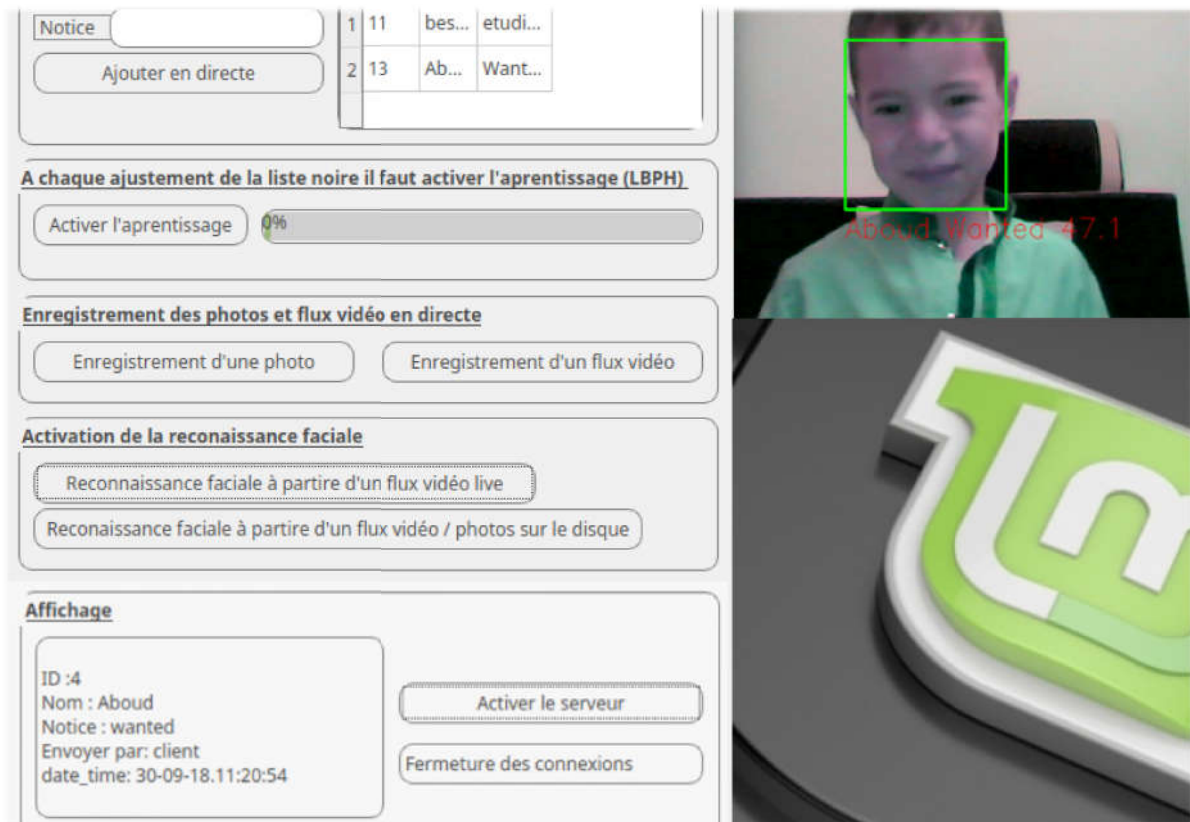 Notice
1 11 bes... etudi...
Ajouter en directe
2 13 Ab... Want...
A chaque ajustement de la liste noire il faut activer l'aprentissage (LBPH)
Activer l'aprentissage
0%
Aboud Wanted 47.1
Enregistrement des photos et flux vidéo en directe
Enregistrement d'une photo
Enregistrement d'un flux vidéo
Activation de la reconaissance faciale
Reconnaissance faciale à partire d'un flux vidéo live
Reconaissance faciale à partire d'un flux vidéo / photos sur le disque
Affichage
ID :4
Nom : Aboud
Notice : wanted
Envoyer par: client
date_time: 30-09-18.11:20:54
Activer le serveur
Fermeture des connexions